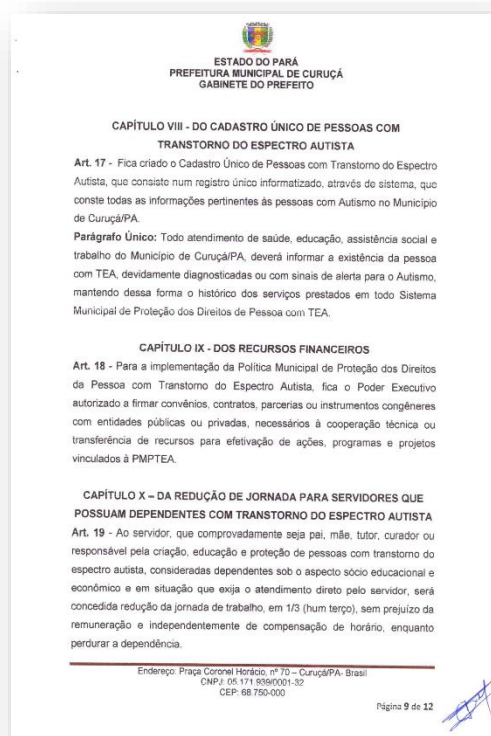 ESTADO DO PARÁ
PREFEITURA MUNICIPAL DE CURUÇÁ
GABINETE DO PREFEITO
CAPÍTULO VIII - DO CADASTRO ÚNICO DE PESSOAS COM
TRANSTORNO DO ESPECTRO AUTISTA
Art. 17 - Fica criado o Cadastro Único de Pessoas com Transtorno do Espectro
Autista, que consiste num registro único informatizado, através de sistema, que
conste todas as informações pertinentes às pessoas com Autismo no Município
de Curuçá/PA.
Parágrafo Único: Todo atendimento de saúde, educação, assistência social e
trabalho do Município de Curuçá/PA, deverá informar a existência da pessoa
com TEA, devidamente diagnosticadas ou com sinais de alerta para o Autismo,
mantendo dessa forma o histórico dos serviços prestados em todo Sistema
Municipal de Proteção dos Direitos de Pessoa com TEA.
CAPÍTULO IX - DOS RECURSOS FINANCEIROS
Art. 18 - Para a implementação da Política Municipal de Proteção dos Direitos
da Pessoa com Transtorno do Espectro Autista, fica o Poder Executivo
autorizado a firmar convênios, contratos, parcerias ou instrumentos congêneres
com entidades públicas ou privadas, necessários à cooperação técnica ou
transferência de recursos para efetivação de ações, programas e projetos
vinculados à PMPTEA.
CAPÍTULO X – DA REDUÇÃO DE JORNADA PARA SERVIDORES QUE
POSSUAM DEPENDENTES COM TRANSTORNO DO ESPECTRO AUTISTA
Art. 19 - Ao servidor, que comprovadamente seja pai, mãe, tutor, curador ou
responsável pela criação, educação e proteção de pessoas com transtorno do
espectro autista, consideradas dependentes sob o aspecto sócio educacional e
econômico e em situação que exija o atendimento direto pelo servidor, será
concedida redução da jornada de trabalho, em 1/3 (hum terço), sem prejuízo da
remuneração e independentemente de compensação de horário, enquanto
perdurar a dependência.
Endereço: Praça Coronel Horácio, nº 70 – Curuçá/PA- Brasil
CNPJ: 05.171.939/0001-32
CEP: 68.750-000
Página 9 de 12